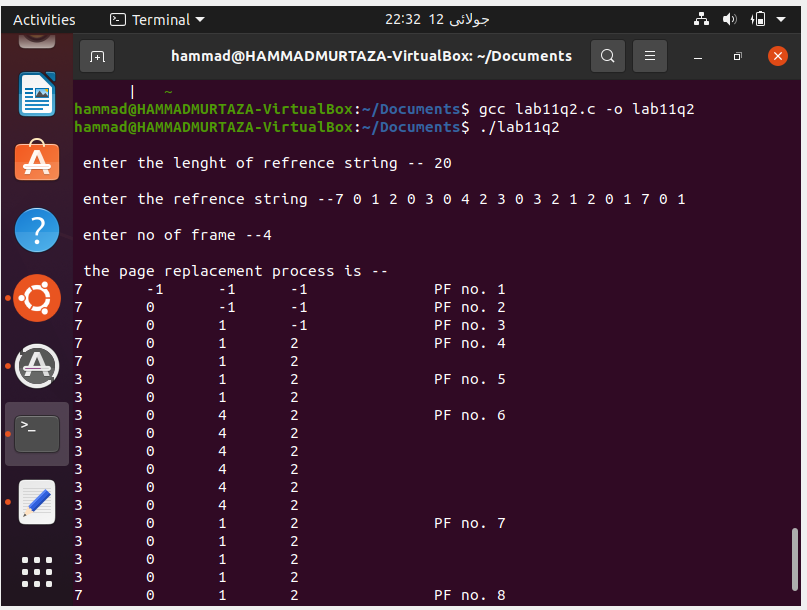 Activities Terminal 22:32 12 جولائی
hammad@HAMMADMURTAZA-VirtualBox: ~/Documents
| ~
hammad@HAMMADMURTAZA-VirtualBox:~/Documents$ gcc lab11q2.c -o lab11q2
hammad@HAMMADMURTAZA-VirtualBox:~/Documents$ ./lab11q2
enter the lenght of refrence string -- 20
enter the refrence string --7 0 1 2 0 3 0 4 2 3 0 3 2 1 2 0 1 7 0 1
enter no of frame --4
the page replacement process is --
7 -1 -1 -1 PF no. 1
7 0 -1 -1 PF no. 2
7 0 1 -1 PF no. 3
7 0 1 2 PF no. 4
7 0 1 2
3 0 1 2 PF no. 5
3 0 1 2
3 0 4 2 PF no. 6
3 0 4 2
3 0 4 2
3 0 4 2
3 0 4 2
3 0 4 2
3 0 1 2 PF no. 7
3 0 1 2
3 0 1 2
3 0 1 2
7 0 1 2 PF no. 8